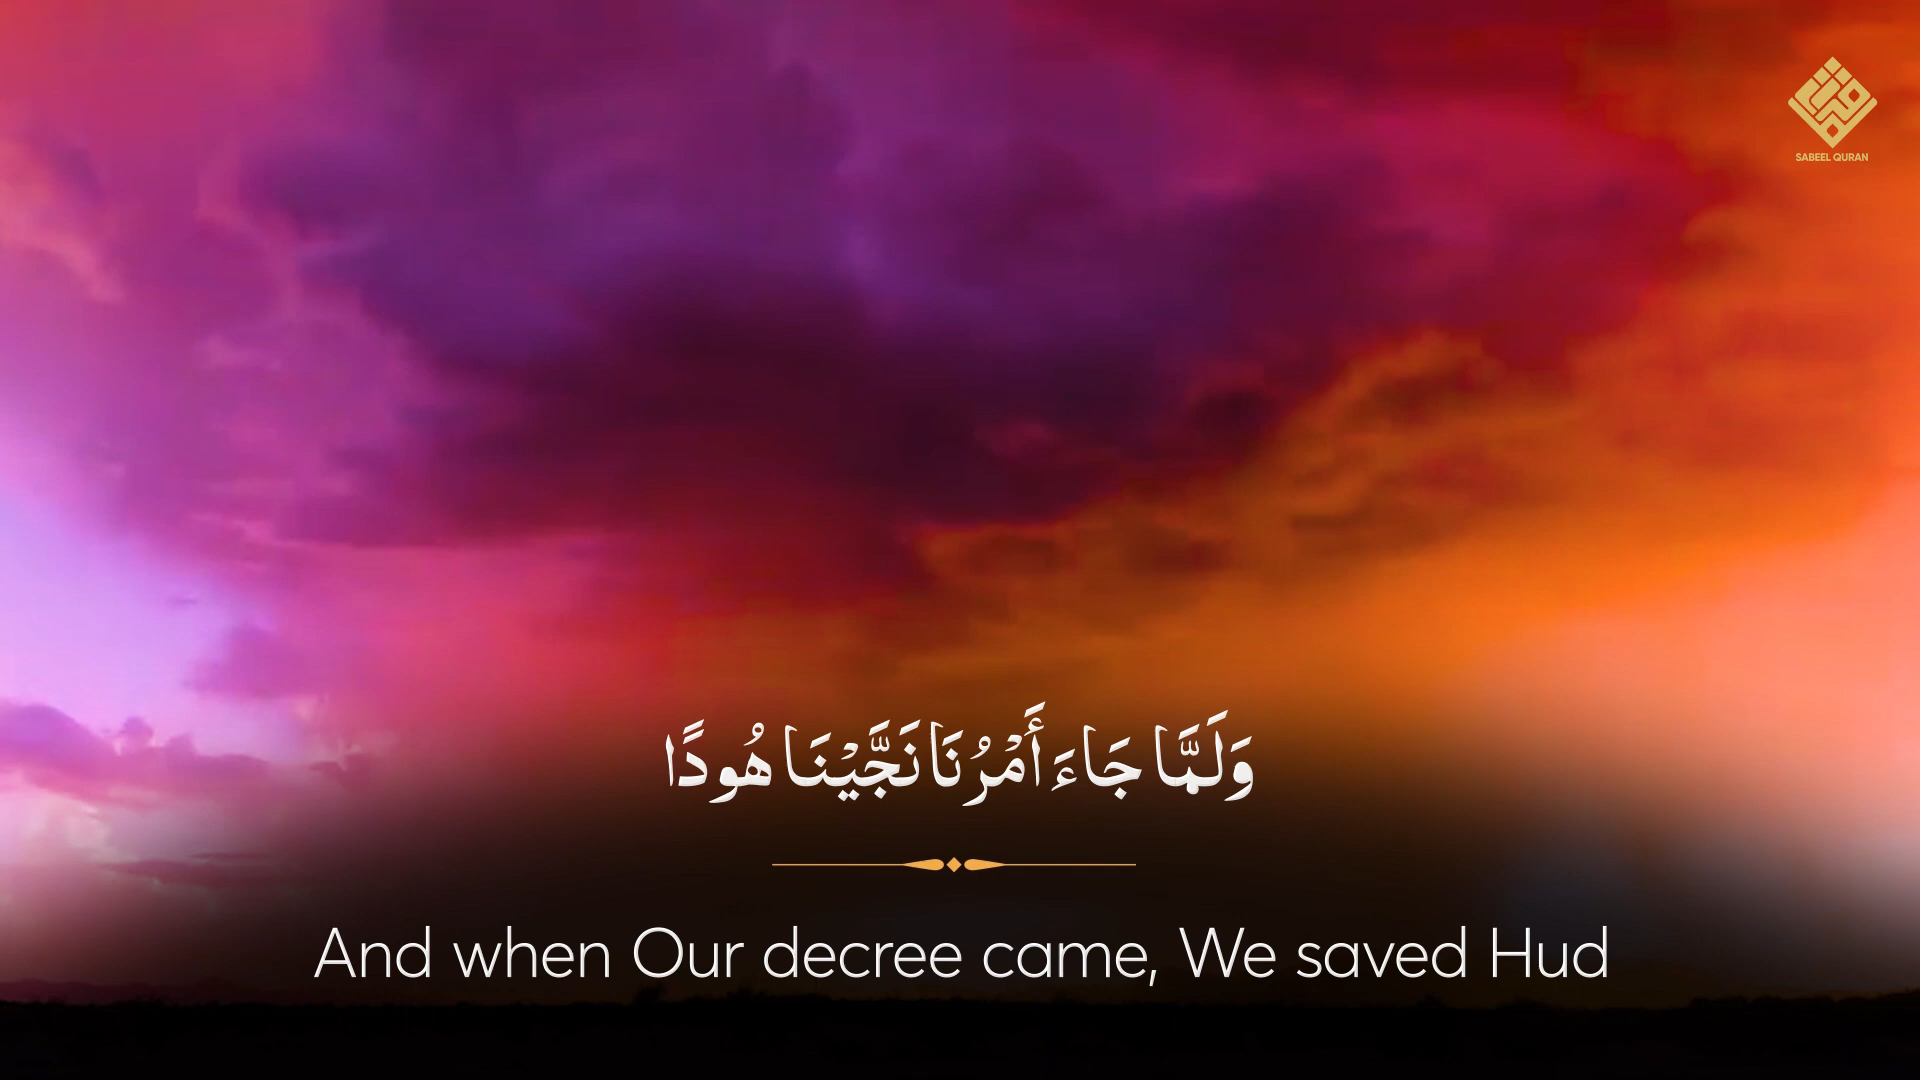 SABEEL QURAN
وَلَمَّا جَاءَ أَمْرُنَا نَجَّيْنَا هُودًا
And when Our decree came, We saved Hud